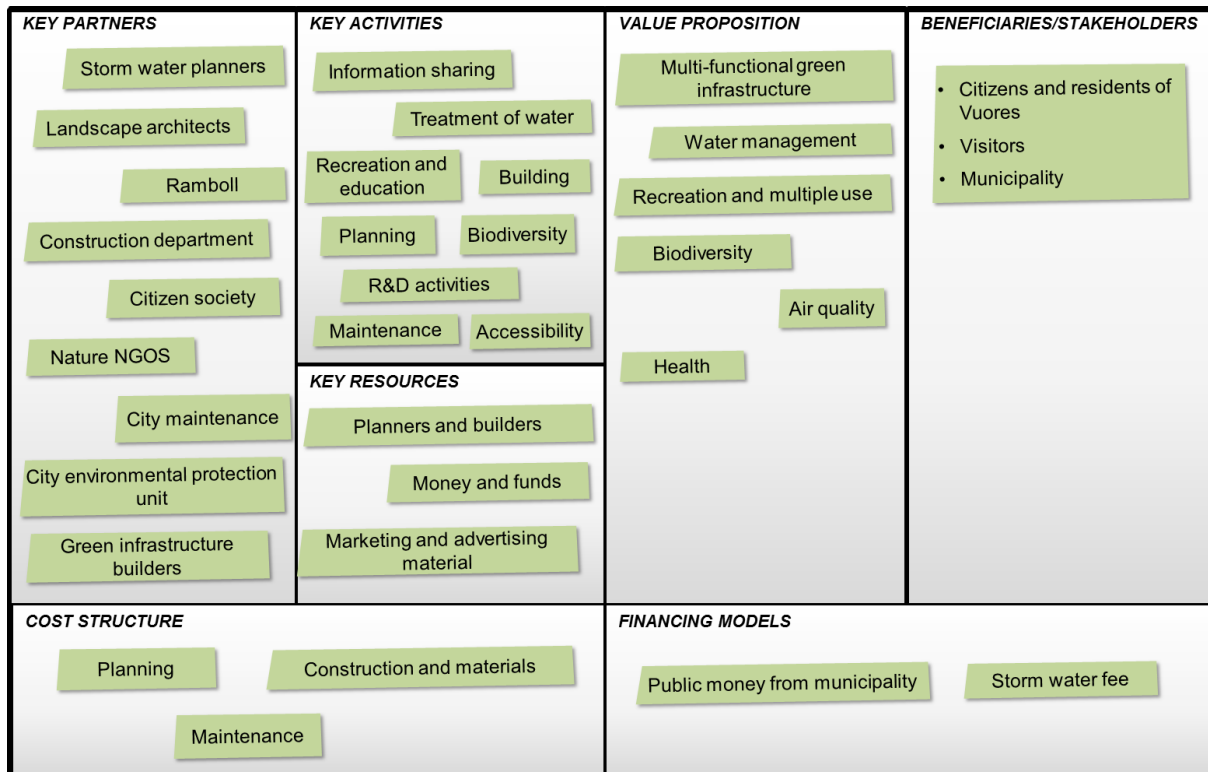 KEY PARTNERS
Storm water planners
Landscape architects
Ramboll
Construction department
Citizen society
Nature NGOS
City maintenance
City environmental protection
unit
Green infrastructure
builders
KEY ACTIVITIES
Information sharing
Treatment of water
Recreation and
education
Building
Planning
Biodiversity
R&D activities
Maintenance
Accessibility
KEY RESOURCES
Planners and builders
Money and funds
Marketing and advertising
material
VALUE PROPOSITION
Multi-functional green
infrastructure
Water management
Recreation and multiple use
Biodiversity
Air quality
Health
BENEFICIARIES/STAKEHOLDERS
• Citizens and residents of
Vuores
• Visitors
• Municipality
COST STRUCTURE
Planning
Construction and materials
Maintenance
FINANCING MODELS
Public money from municipality
Storm water fee